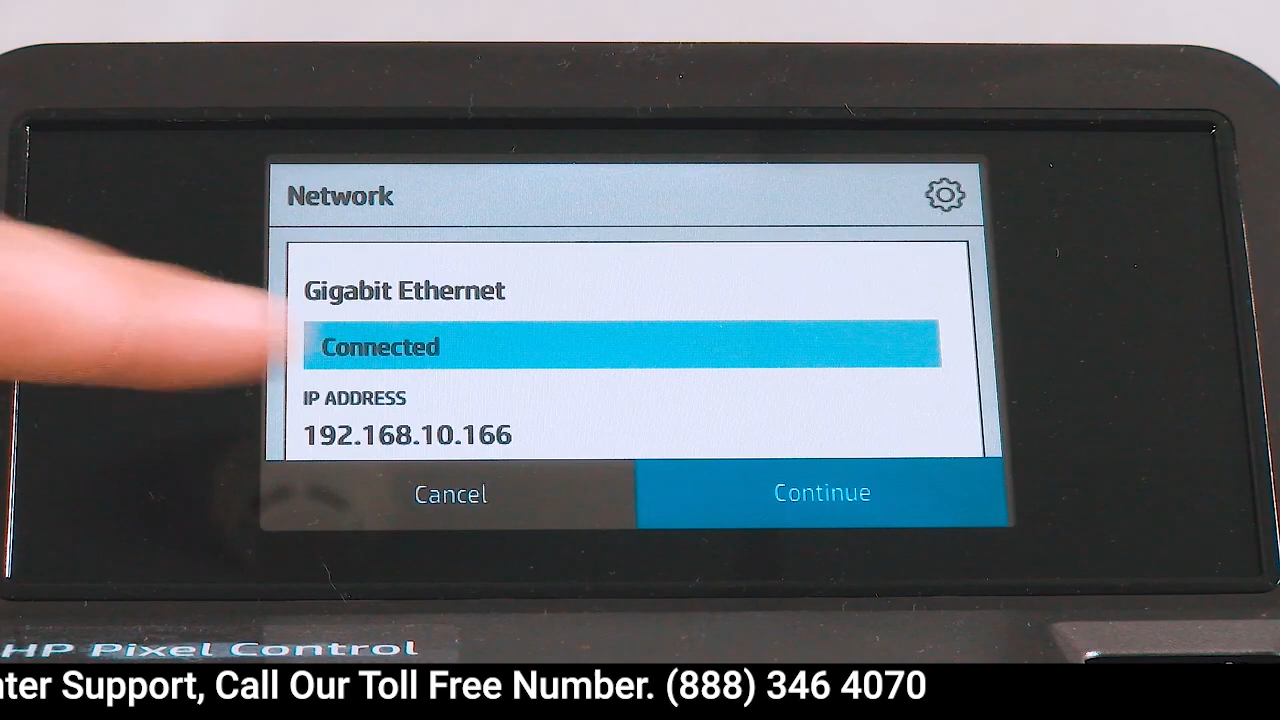 Network
Gigabit Ethernet
Connected
IP ADDRESS
192.168.10.166
Cancel
Continue
HP Pixel Control
nter Support, Call Our Toll Free Number. (888) 346 4070